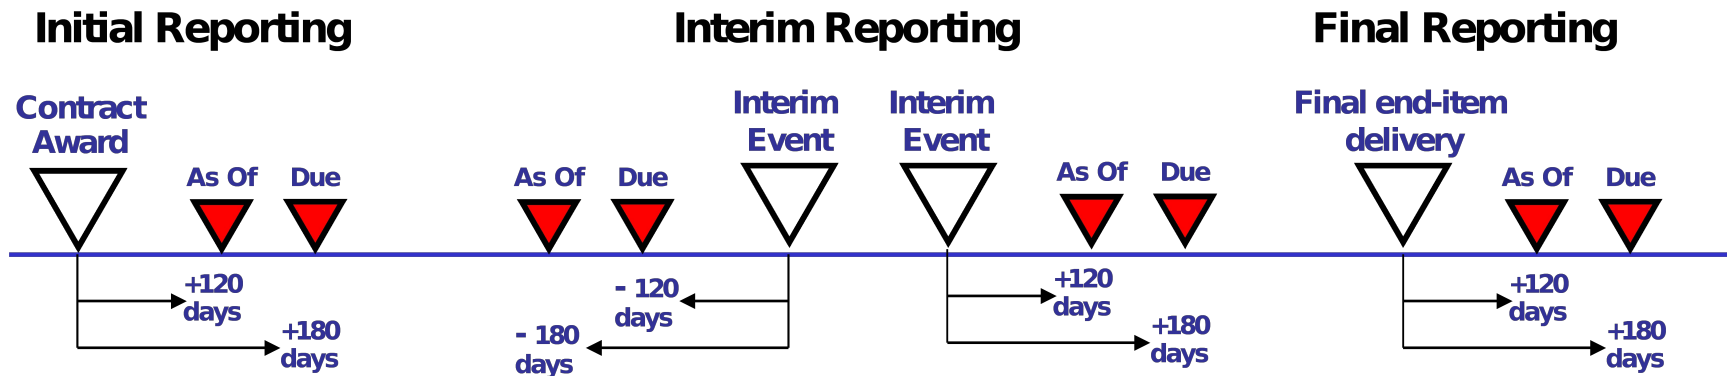 Initial Reporting
Interim Reporting
Final Reporting
Contract
Award
As Of
Due
+120
days
+180
days
As Of
Due
Interim
Event
- 120
days
- 180
days
Interim
Event
As Of
Due
+120
days
+180
days
Final end-item
delivery
As Of
Due
+120
days
+180
days